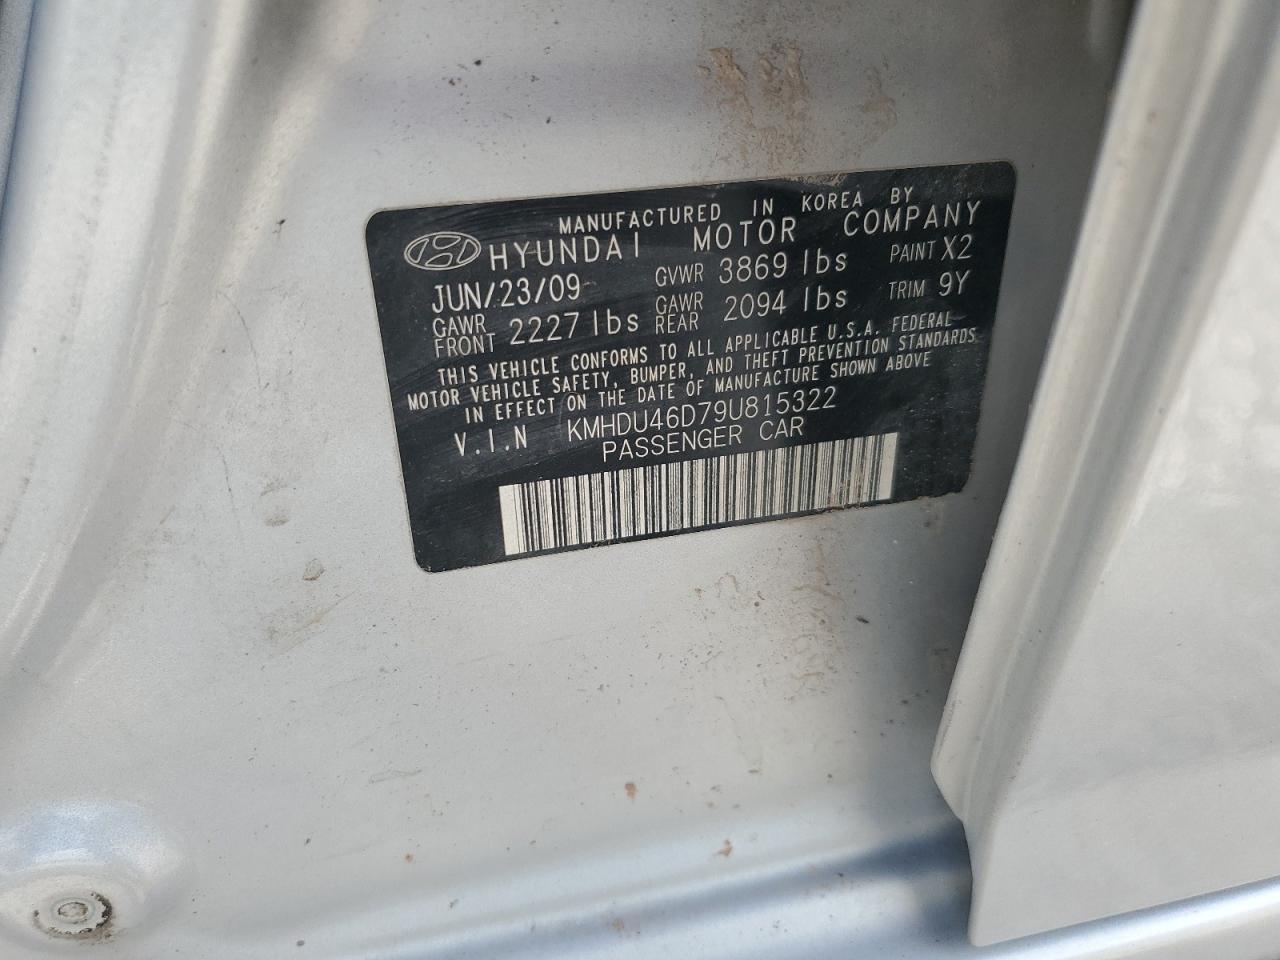 MANUFACTURED IN KOREA BY
HYUNDAI MOTOR COMPANY
JUN/23/09 GVWR 3869 lbs PAINT X2
GAWR FRONT 2227 lbs GAWR REAR 2094 lbs TRIM 9Y
THIS VEHICLE CONFORMS TO ALL APPLICABLE U.S.A. FEDERAL
MOTOR VEHICLE SAFETY, BUMPER, AND THEFT PREVENTION STANDARDS
IN EFFECT ON THE DATE OF MANUFACTURE SHOWN ABOVE
V.I.N KMHDU46D79U815322
PASSENGER CAR